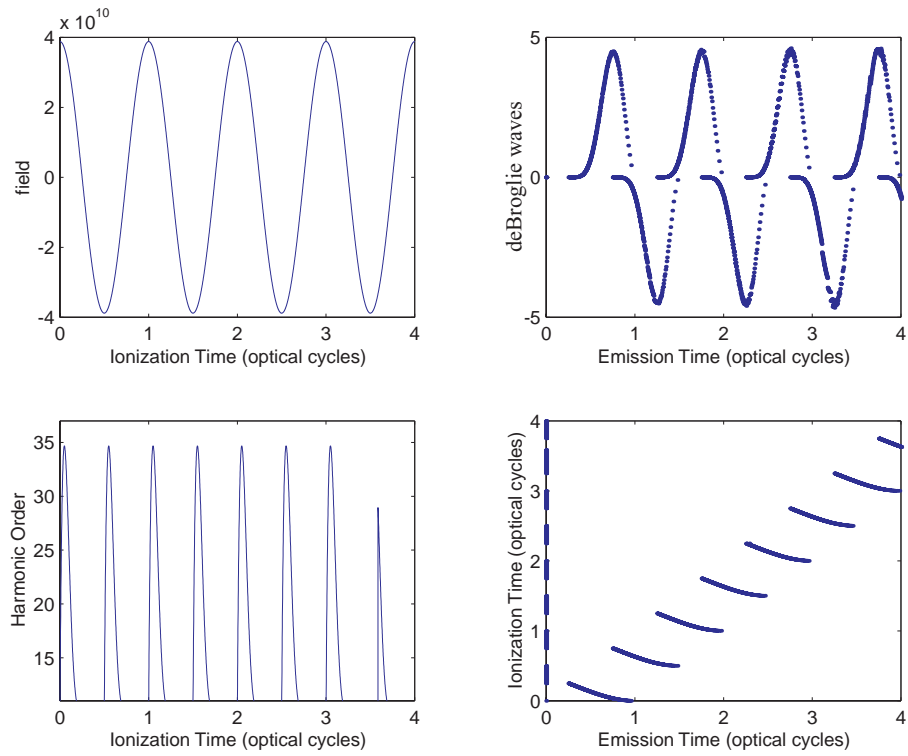 x 10^10
4
2
0
-2
-4
field
0 1 2 3 4
Ionization Time (optical cycles)
5
0
-5
deBroglie waves
0 1 2 3 4
Emission Time (optical cycles)
35
30
25
20
15
Harmonic Order
0 1 2 3 4
Ionization Time (optical cycles)
4
3
2
1
0
Ionization Time (optical cycles)
0 1 2 3 4
Emission Time (optical cycles)